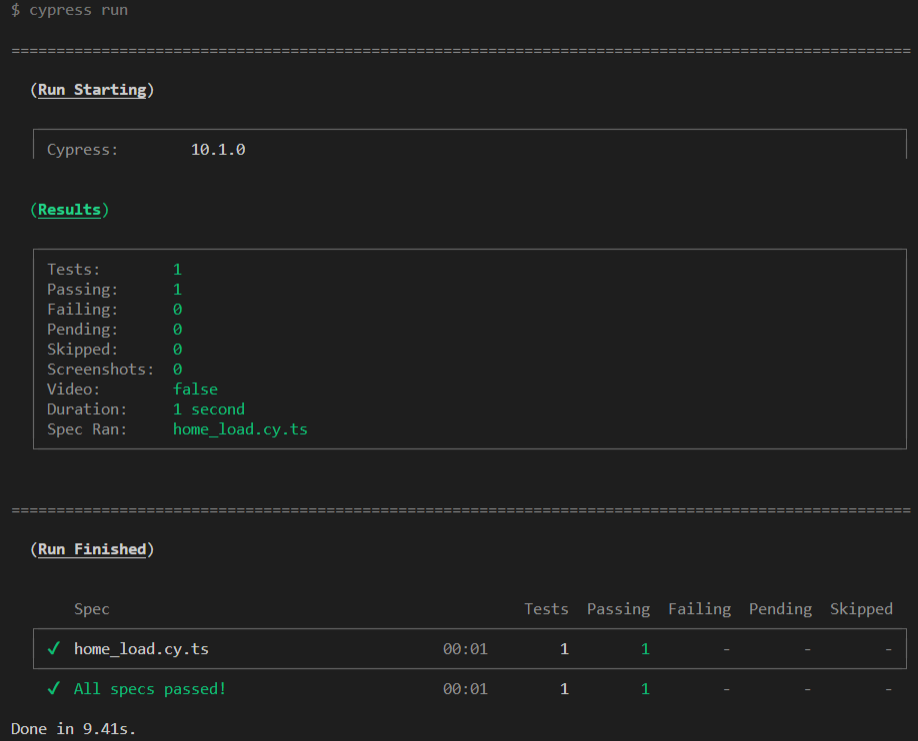 $ cypress run
====================================================================================================
(Run Starting)
Cypress: 10.1.0
(Results)
Tests: 1
Passing: 1
Failing: 0
Pending: 0
Skipped: 0
Screenshots: 0
Video: false
Duration: 1 second
Spec Ran: home_load.cy.ts
====================================================================================================
(Run Finished)
Spec Tests Passing Failing Pending Skipped
✔ home_load.cy.ts 00:01 1 1 - - -
✔ All specs passed! 00:01 1 1 - - -
Done in 9.41s.